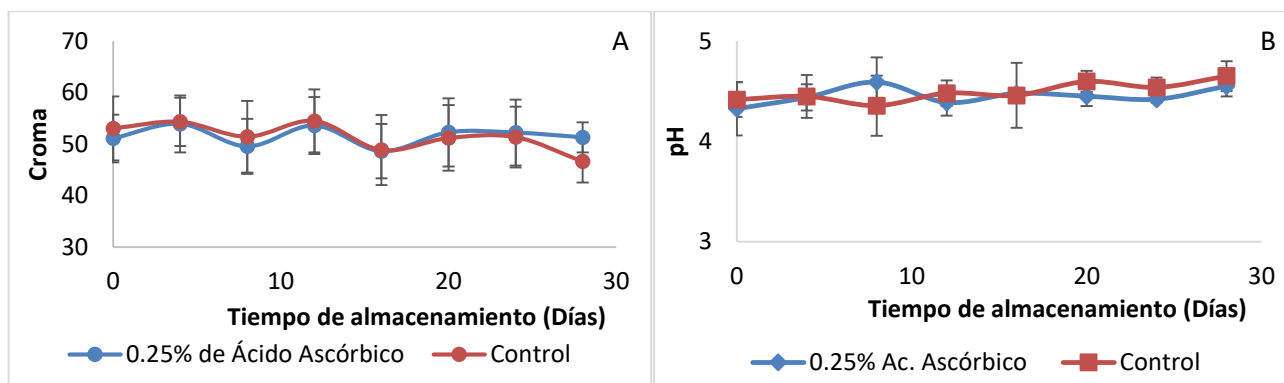 A
Croma
70
60
50
40
30
0
10
20
30
Tiempo de almacenamiento (Días)
0.25% de Ácido Ascórbico
Control
B
pH
5
4
3
0
10
20
30
Tiempo de almacenamiento (Días)
0.25% Ac. Ascórbico
Control